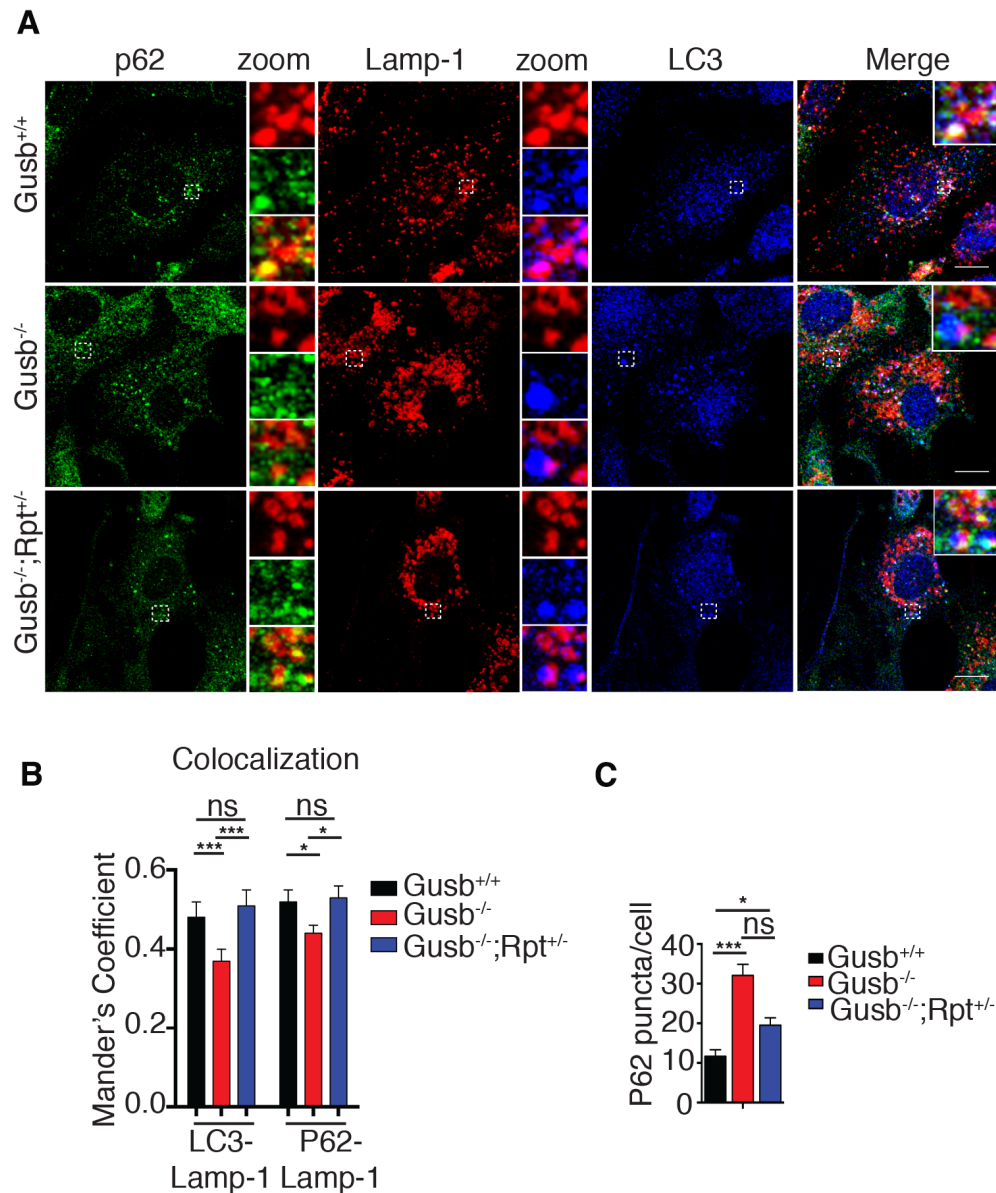 A
p62 zoom Lamp-1 zoom LC3 Merge
Gusb+/+
Gusb-/-
Gusb-/-;Rpt+/-
B
Colocalization
ns ns
*** *** * *
Mander's Coefficient
0.6
0.4
0.2
0.0
LC3-
Lamp-1
P62-
Lamp-1
Gusb+/+
Gusb-/-
Gusb-/-;Rpt+/-
C
*
*** ns
P62 puncta/cell
40
30
20
10
0
Gusb+/+
Gusb-/-
Gusb-/-;Rpt+/-